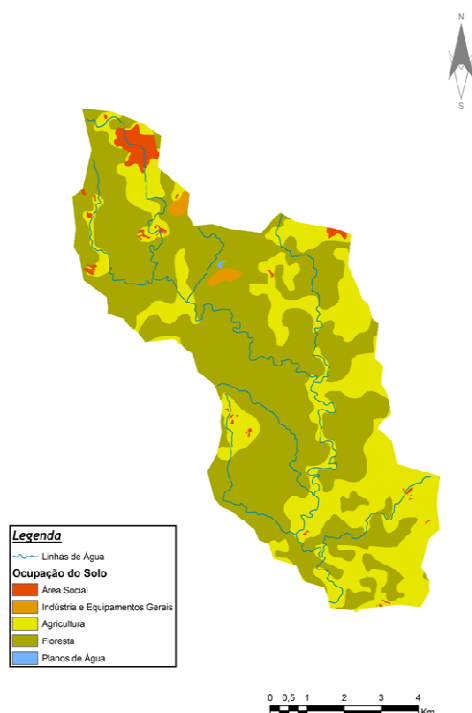 N
S
Legenda
Linhas de Água
Ocupação do Solo
Área Social
Indústria e Equipamentos Gerais
Agricultura
Floresta
Planos de Água
0 0,5 1 2 3 4
Km